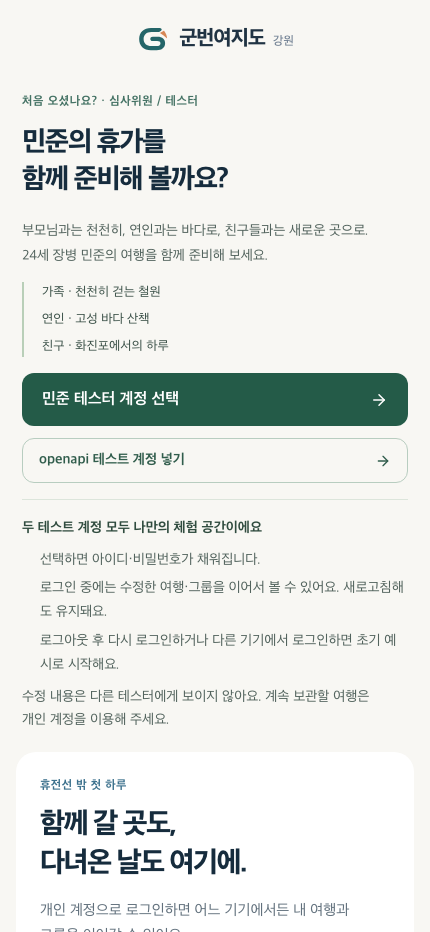 군번여지도 강원
처음 오셨나요? · 심사위원 / 테스터
민준의 휴가를
함께 준비해 볼까요?
부모님과는 천천히, 연인과는 바다로, 친구들과는 새로운 곳으로.
24세 장병 민준의 여행을 함께 준비해 보세요.
가족 · 천천히 걷는 철원
연인 · 고성 바다 산책
친구 · 화진포에서의 하루
민준 테스터 계정 선택
openapi 테스트 계정 넣기
두 테스트 계정 모두 나만의 체험 공간이에요
선택하면 아이디·비밀번호가 채워집니다.
로그인 중에는 수정한 여행·그룹을 이어서 볼 수 있어요. 새로고침해
도 유지돼요.
로그아웃 후 다시 로그인하거나 다른 기기에서 로그인하면 초기 예
시로 시작해요.
수정 내용은 다른 테스터에게 보이지 않아요. 계속 보관할 여행은
개인 계정을 이용해 주세요.
휴전선 밖 첫 하루
함께 갈 곳도,
다녀온 날도 여기에.
개인 계정으로 로그인하면 어느 기기에서든 내 여행과